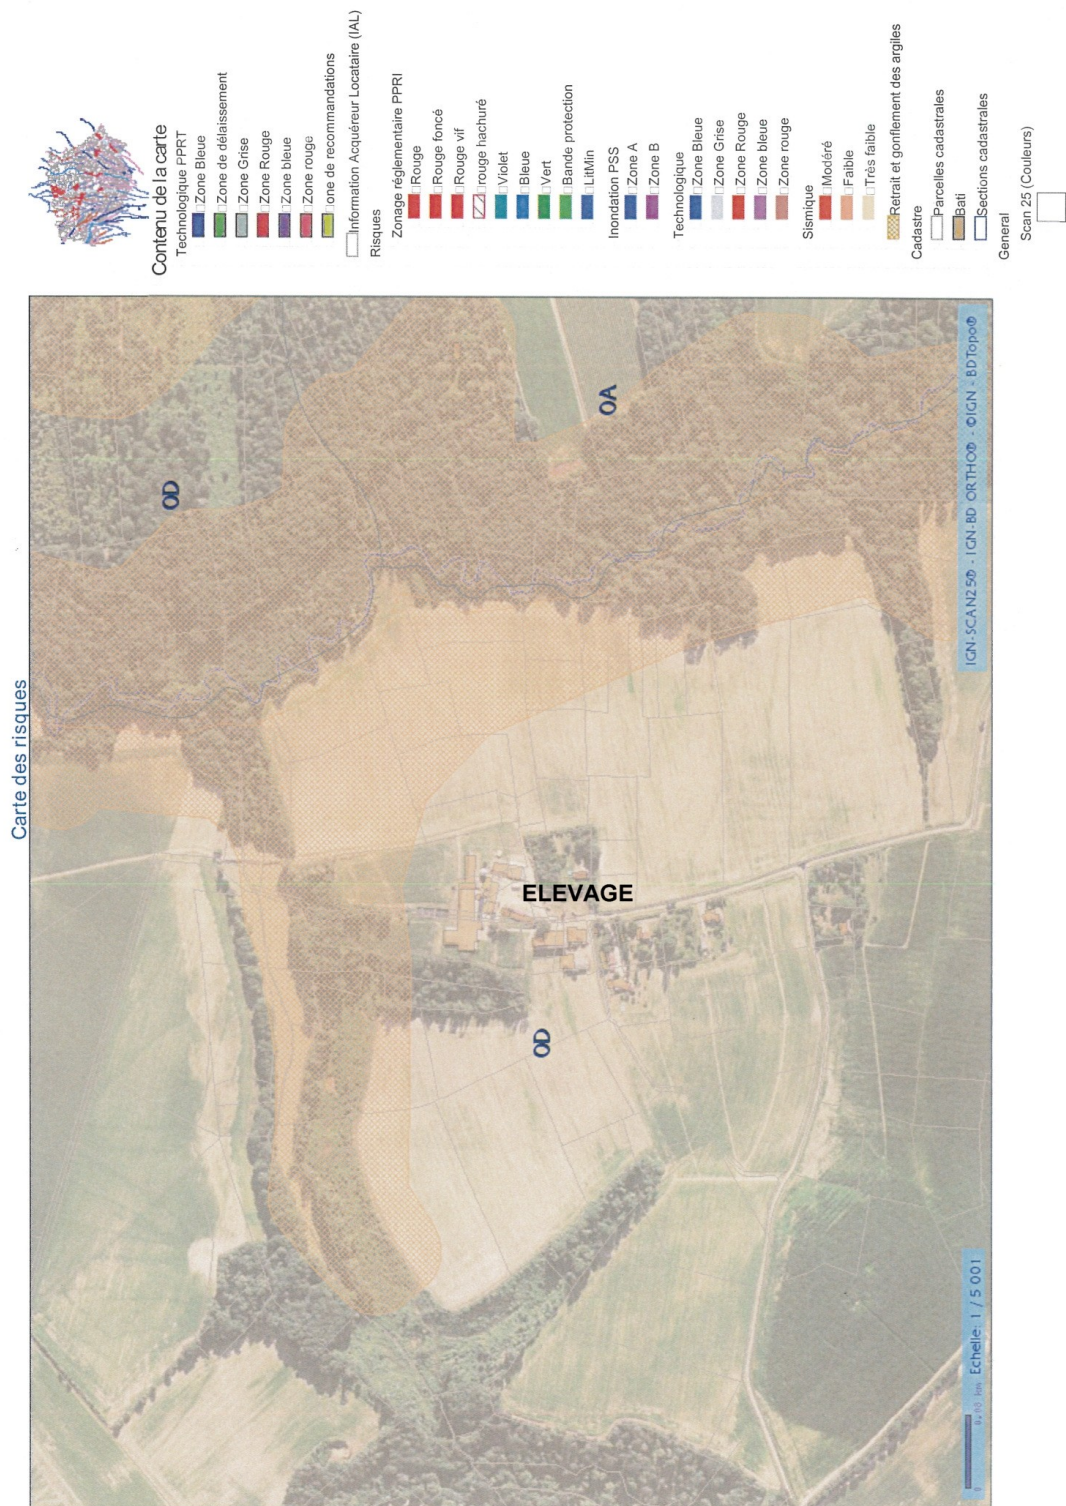 Carte des risques
Contenu de la carte
Technologique PPRT
Zone Bleue
Zone de délaissement
Zone Grise
Zone Rouge
Zone bleue
Zone rouge
one de recommandations
Information Acquéreur Locataire (IAL)
Risques
Zonage réglementaire PPRI
Rouge
Rouge foncé
Rouge vif
rouge hachuré
Violet
Bleue
Vert
Bande protection
LitMin
Inondation PSS
Zone A
Zone B
Technologique
Zone Bleue
Zone Grise
Zone Rouge
Zone bleue
Zone rouge
Sismique
Modéré
Faible
Très faible
Retrait et gonflement des argiles
Cadastre
Parcelles cadastrales
Bati
Sections cadastrales
General
Scan 25 (Couleurs)
OD
OA
ELEVAGE
OD
Echelle: 1 / 5 001
IGN-SCAN25® - IGN-BD ORTHO® - ©IGN - BDTopo®